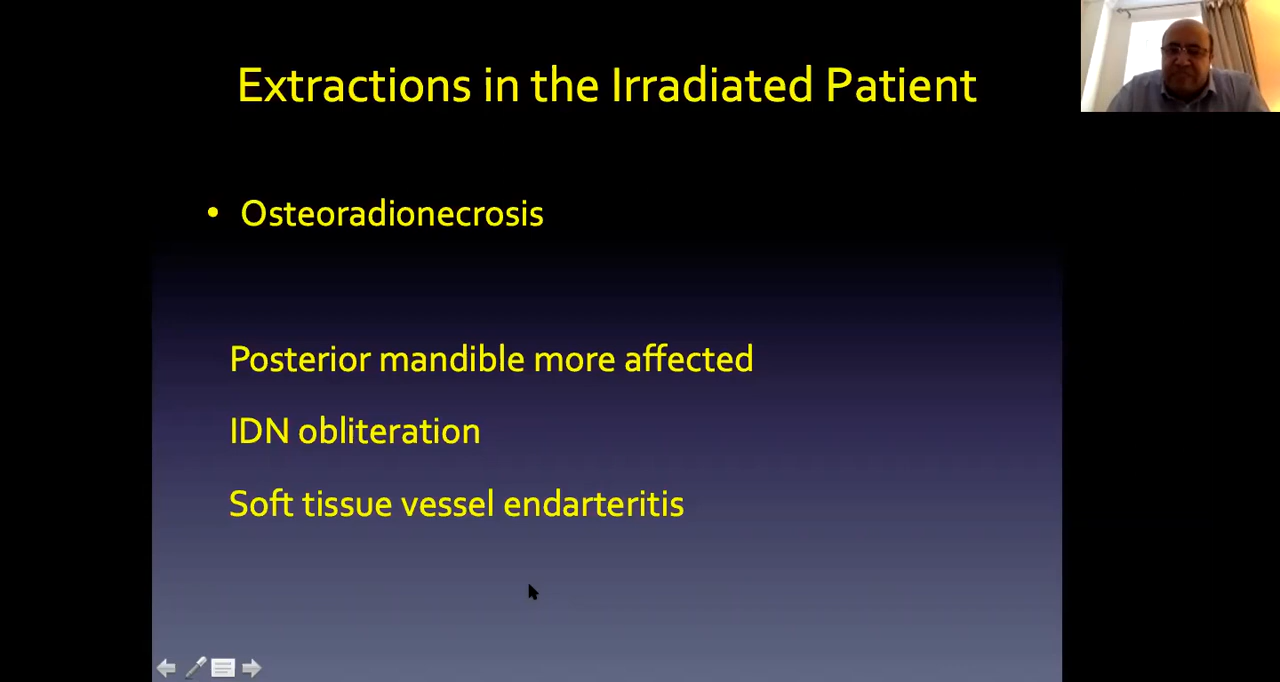 Extractions in the Irradiated Patient
• Osteoradionecrosis
Posterior mandible more affected
IDN obliteration
Soft tissue vessel endarteritis